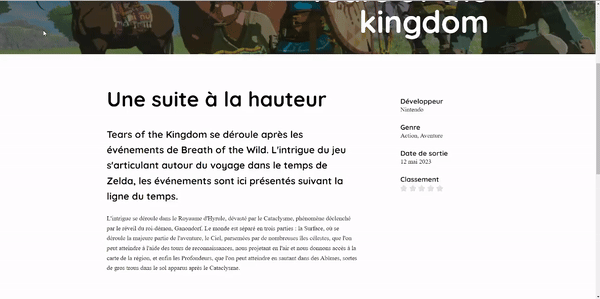 kingdom
Une suite à la hauteur
Tears of the Kingdom se déroule après les
événements de Breath of the Wild. L'intrigue du jeu
s'articulant autour du voyage dans le temps de
Zelda, les événements sont ici présentés suivant la
ligne du temps.
L'intrigue se déroule dans le Royaume d'Hyrule, dévasté par le Cataclysme, phénomène déclenché
par le réveil du roi démon, Ganondorf. Le monde est séparé en trois parties : la Surface, où se
déroule la majeure partie de l'aventure, le Ciel, parsemées par de nombreuses îles célestes, que l'on
peut atteindre à l'aide des tours de reconnaissances, nous projetant en l'air et nous donnons accès à la
carte de la région, et enfin les Profondeurs, que l'on peut atteindre en sautant dans des Abîmes, sortes
de gros trous dans le sol apparus après le Cataclysme.
Développeur
Nintendo
Genre
Action, Aventure
Date de sortie
12 mai 2023
Classement